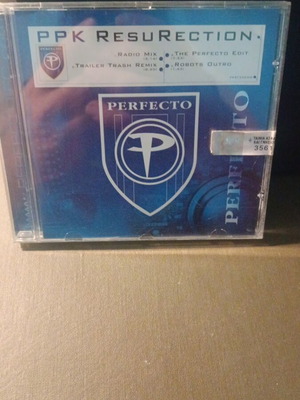 PPK RESURECTION
RADIO MIX
THE PERFECTO EDIT
TRAILER TRASH REMIX
ROBOTS OUTRO
PERFECTO
P
PERFECTO